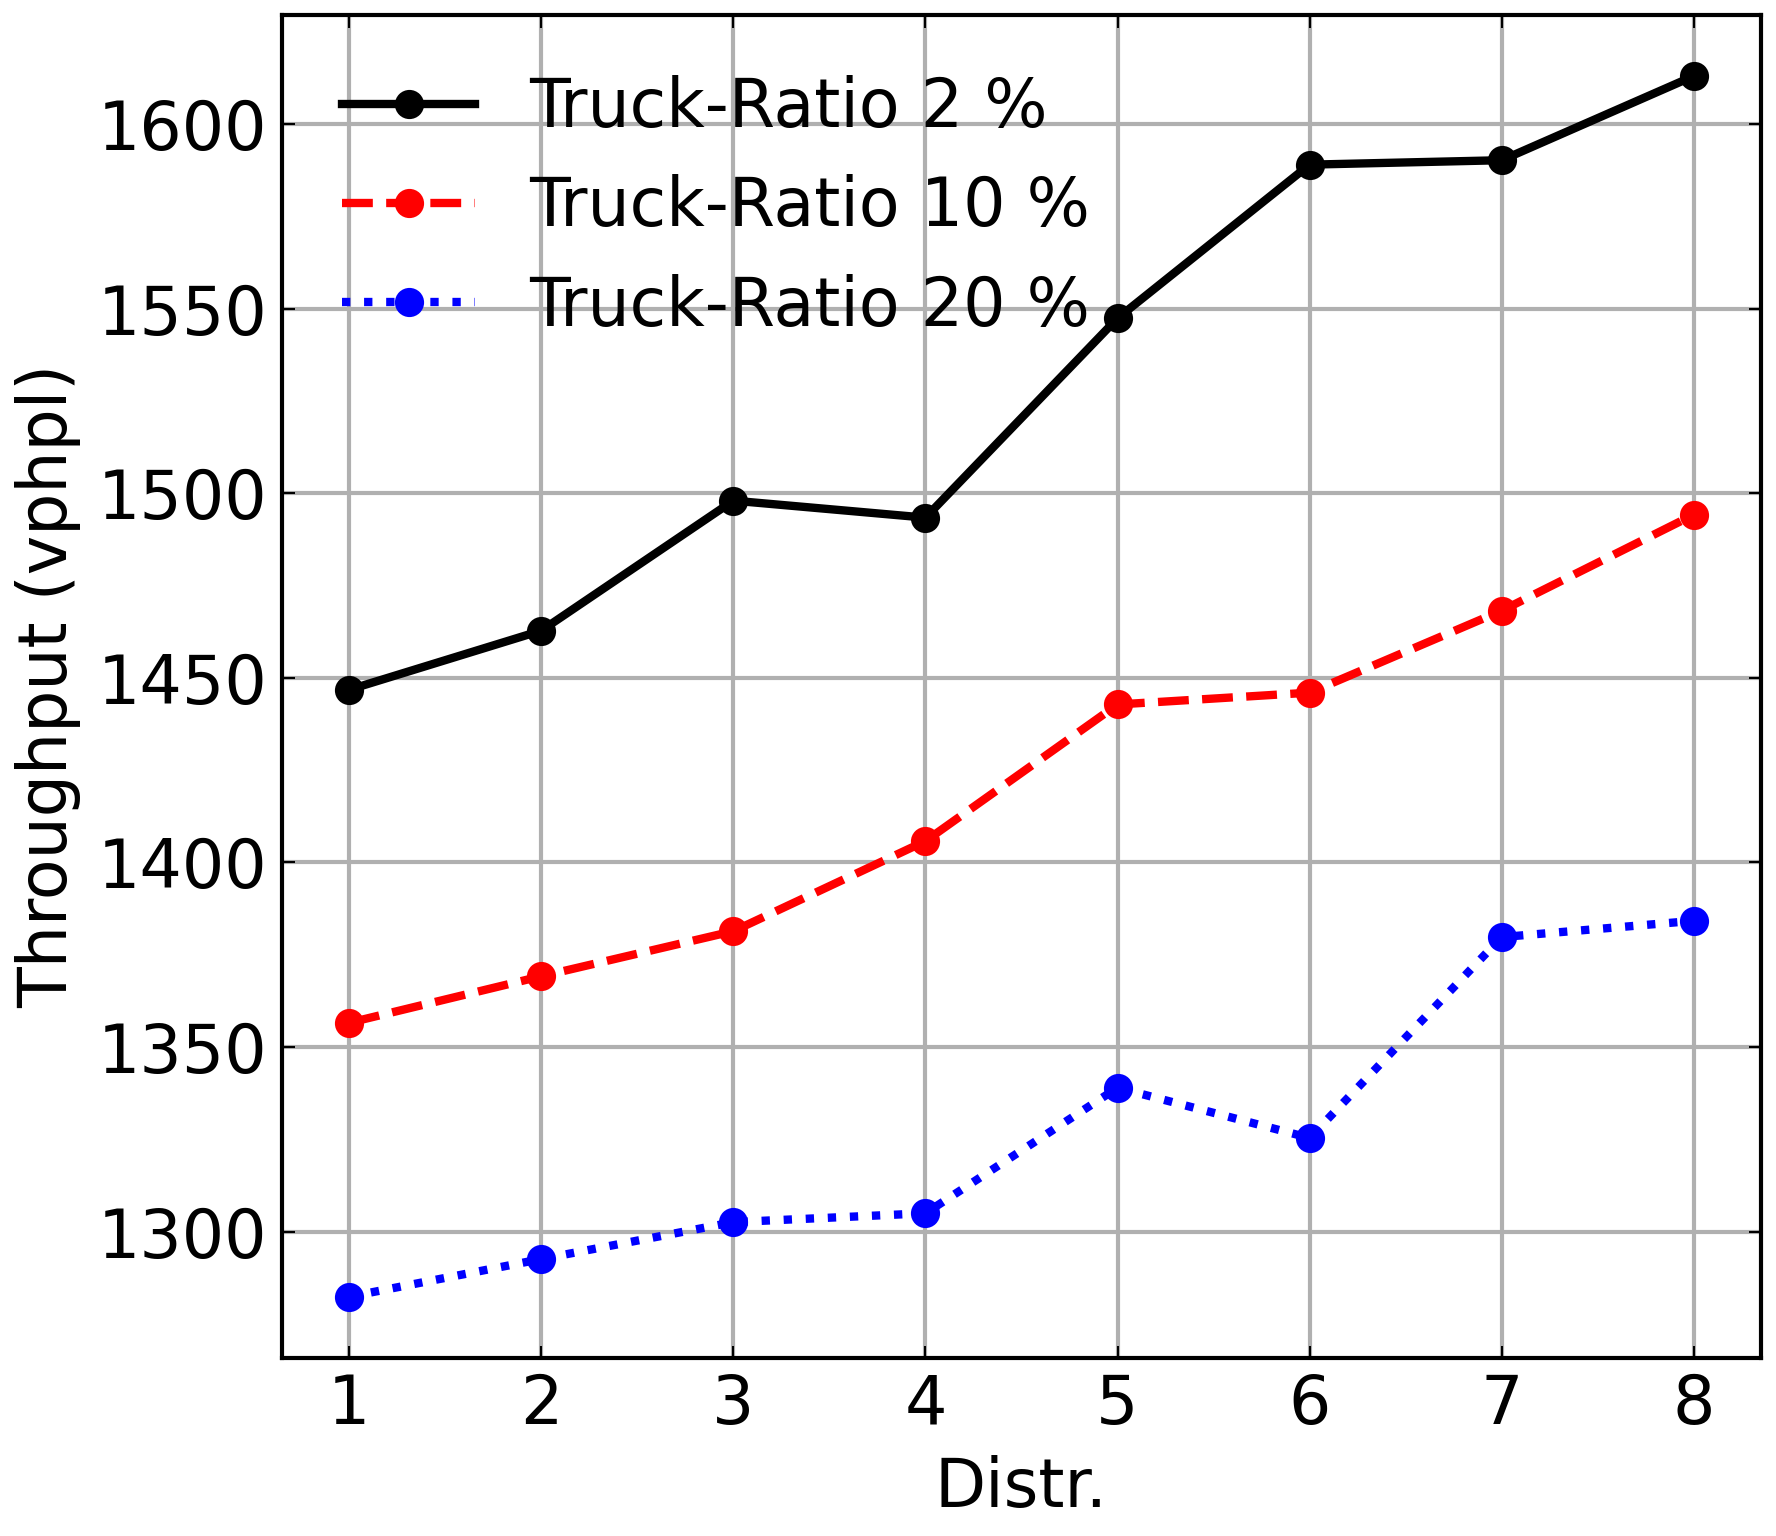 Truck-Ratio 2 %
Truck-Ratio 10 %
Truck-Ratio 20 %
Throughput (vphpl)
1600
1550
1500
1450
1400
1350
1300
1 2 3 4 5 6 7 8
Distr.